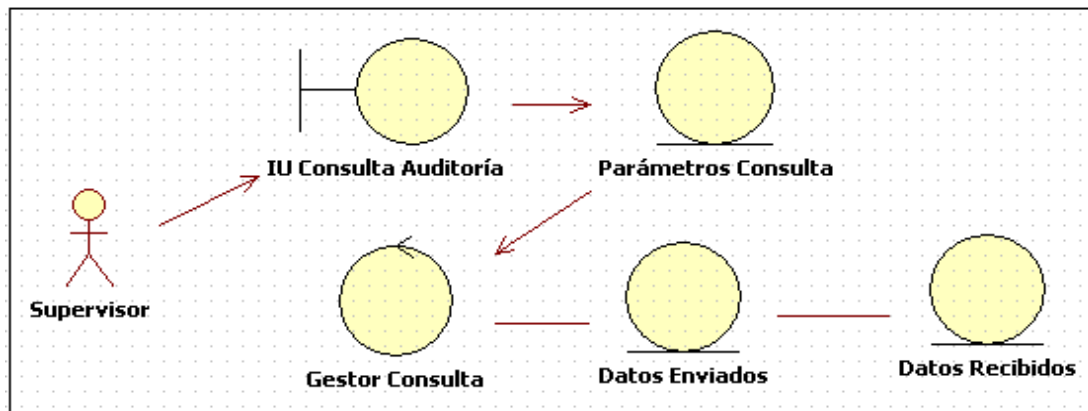 IU Consulta Auditoría
Parámetros Consulta
Supervisor
Gestor Consulta
Datos Enviados
Datos Recibidos